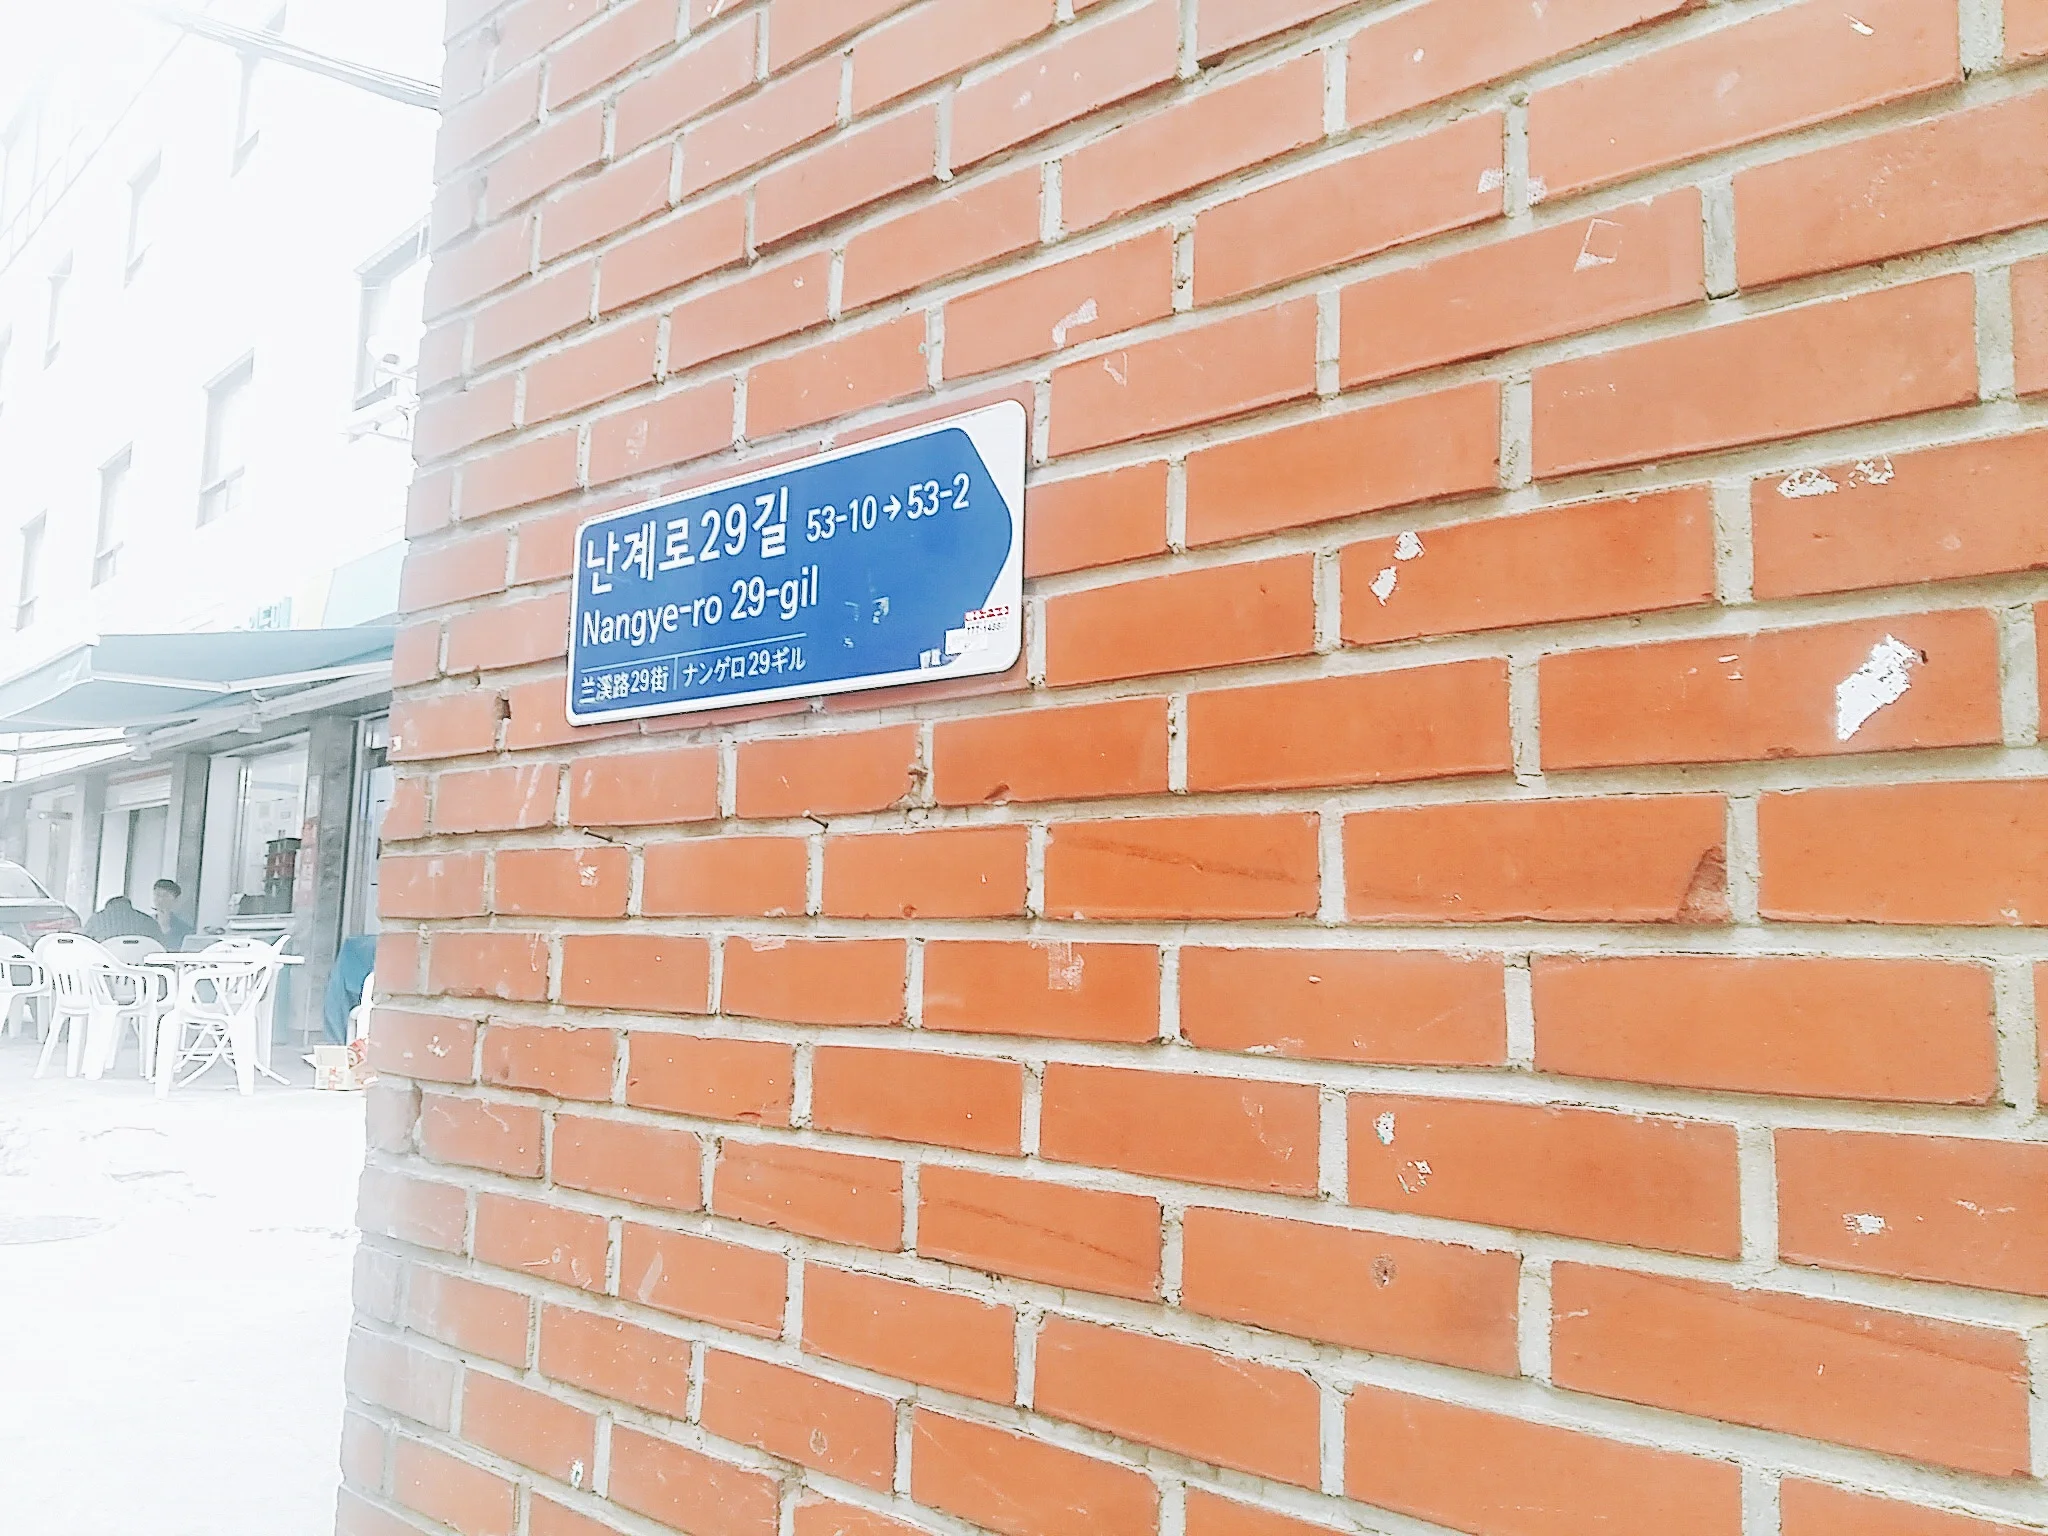 난계로29길 53-10→53-2
Nangye-ro 29-gil
兰溪路29街 | ナンゲロ29ギル